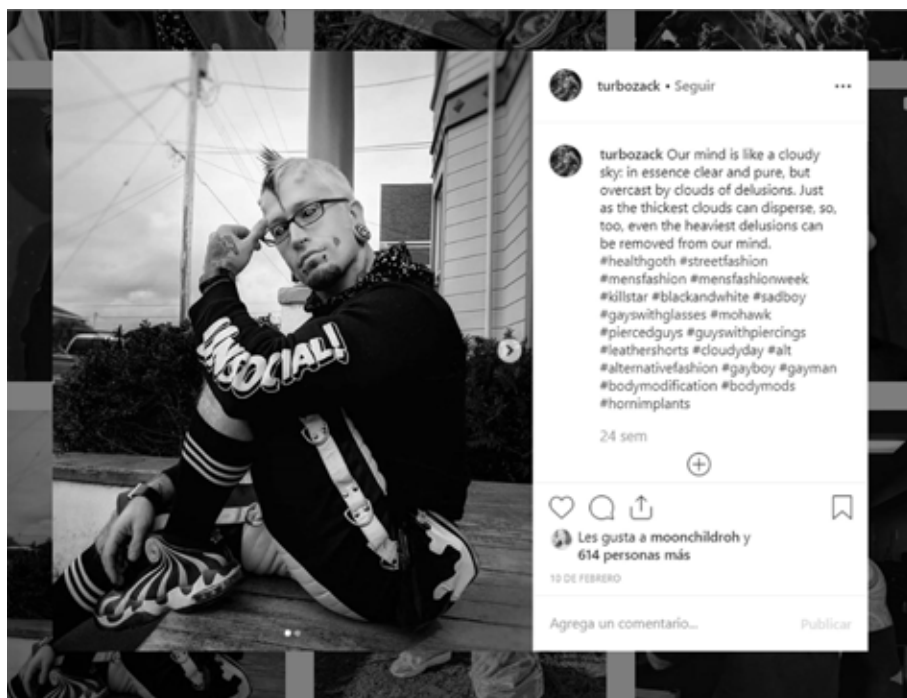 UNSOCIAL!
turbozack • Seguir
turbozack Our mind is like a cloudy
sky: in essence clear and pure, but
overcast by clouds of delusions. Just
as the thickest clouds can disperse, so,
too, even the heaviest delusions can
be removed from our mind.
#healthgoth #streetfashion
#mensfashion #mensfashionweek
#killstar #blackandwhite #sadboy
#gayswithglasses #mohawk
#piercedguys #guyswithpiercings
#leathershorts #cloudyday #alt
#alternativefashion #gayboy #gayman
#bodymodification #bodymods
#hornimplants
24 sem
Les gusta a moonchildroh y
614 personas más
10 DE FEBRERO
Agrega un comentario...
Publicar